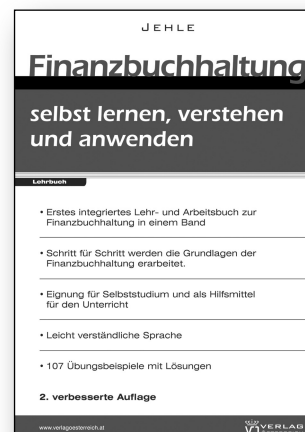 JEHLE
Finanzbuchhaltung
selbst lernen, verstehen
und anwenden
Lehrbuch
• Erstes integriertes Lehr- und Arbeitsbuch zur
Finanzbuchhaltung in einem Band
• Schritt für Schritt werden die Grundlagen der
Finanzbuchhaltung erarbeitet.
• Eignung für Selbststudium und als Hilfsmittel
für den Unterricht
• Leicht verständliche Sprache
• 107 Übungsbeispiele mit Lösungen
2. verbesserte Auflage
www.verlagoesterreich.at
VERLAG